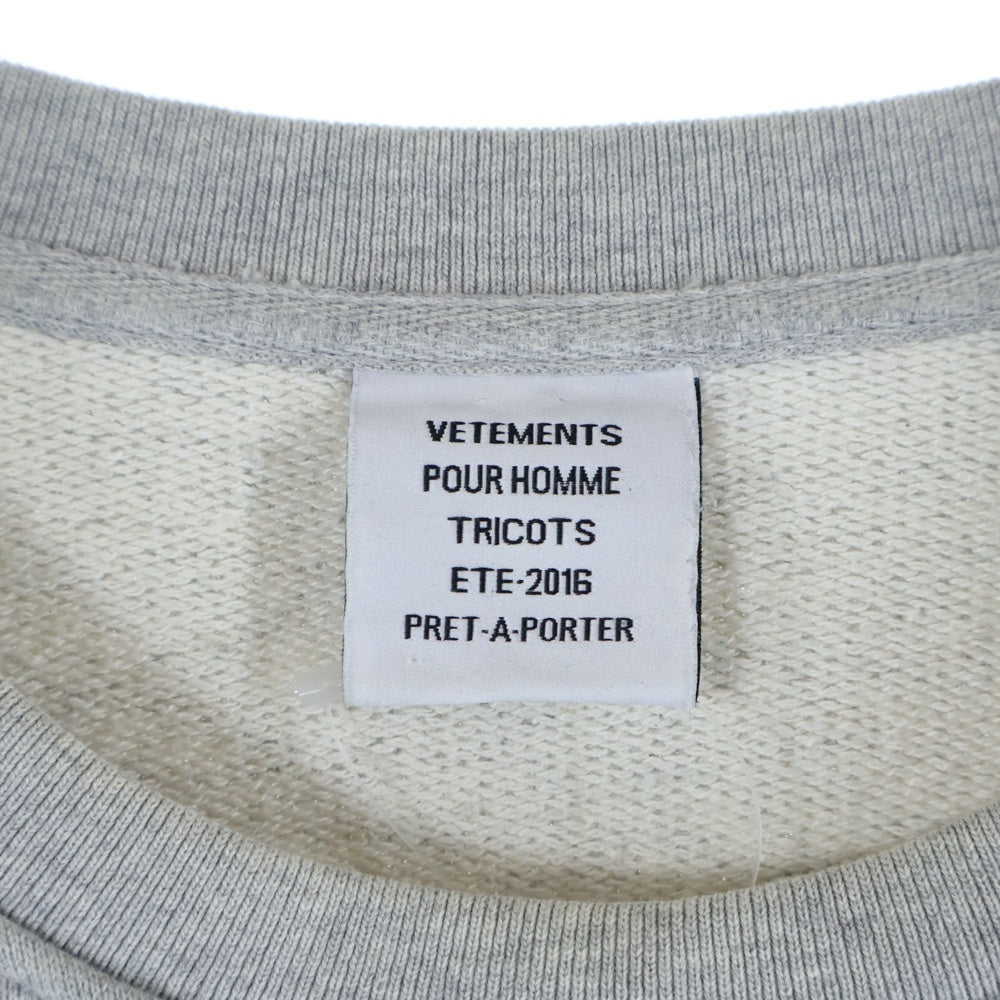 VETEMENTS
POUR HOMME
TRICOTS
ETE-2016
PRET-A-PORTER